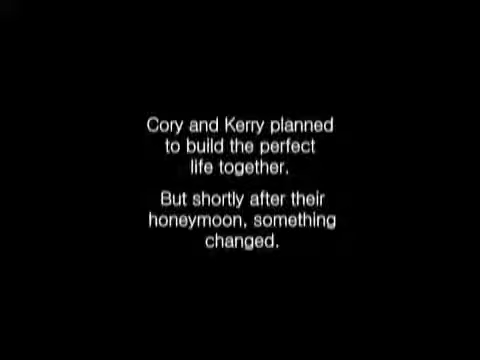 Cory and Kerry planned
to build the perfect
life together.
But shortly after their
honeymoon, something
changed.